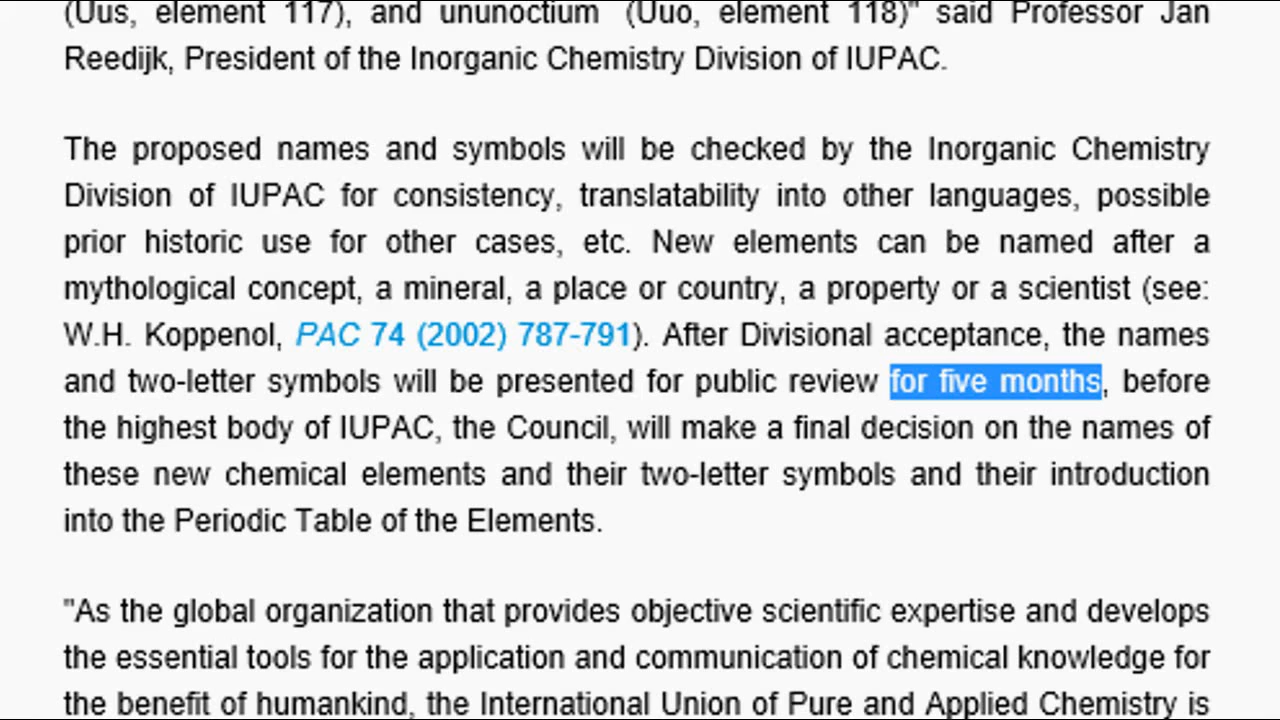 (Uus, element 117), and ununoctium (Uuo, element 118)" said Professor Jan
Reedijk, President of the Inorganic Chemistry Division of IUPAC.
The proposed names and symbols will be checked by the Inorganic Chemistry
Division of IUPAC for consistency, translatability into other languages, possible
prior historic use for other cases, etc. New elements can be named after a
mythological concept, a mineral, a place or country, a property or a scientist (see:
W.H. Koppenol, PAC 74 (2002) 787-791). After Divisional acceptance, the names
and two-letter symbols will be presented for public review for five months, before
the highest body of IUPAC, the Council, will make a final decision on the names of
these new chemical elements and their two-letter symbols and their introduction
into the Periodic Table of the Elements.
"As the global organization that provides objective scientific expertise and develops
the essential tools for the application and communication of chemical knowledge for
the benefit of humankind, the International Union of Pure and Applied Chemistry is